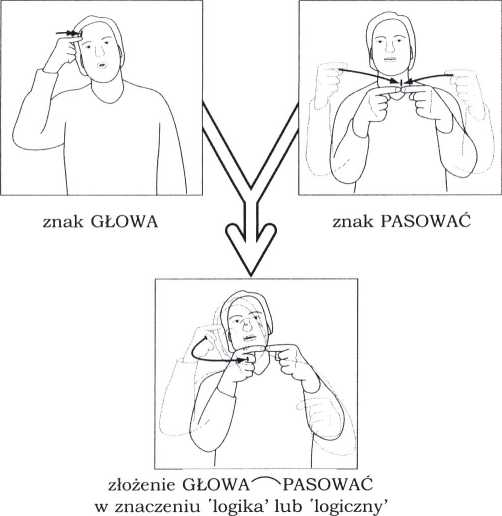 znak GŁOWA
znak PASOWAĆ
złożenie GŁOWA⁀PASOWAĆ
w znaczeniu 'logika' lub 'logiczny'